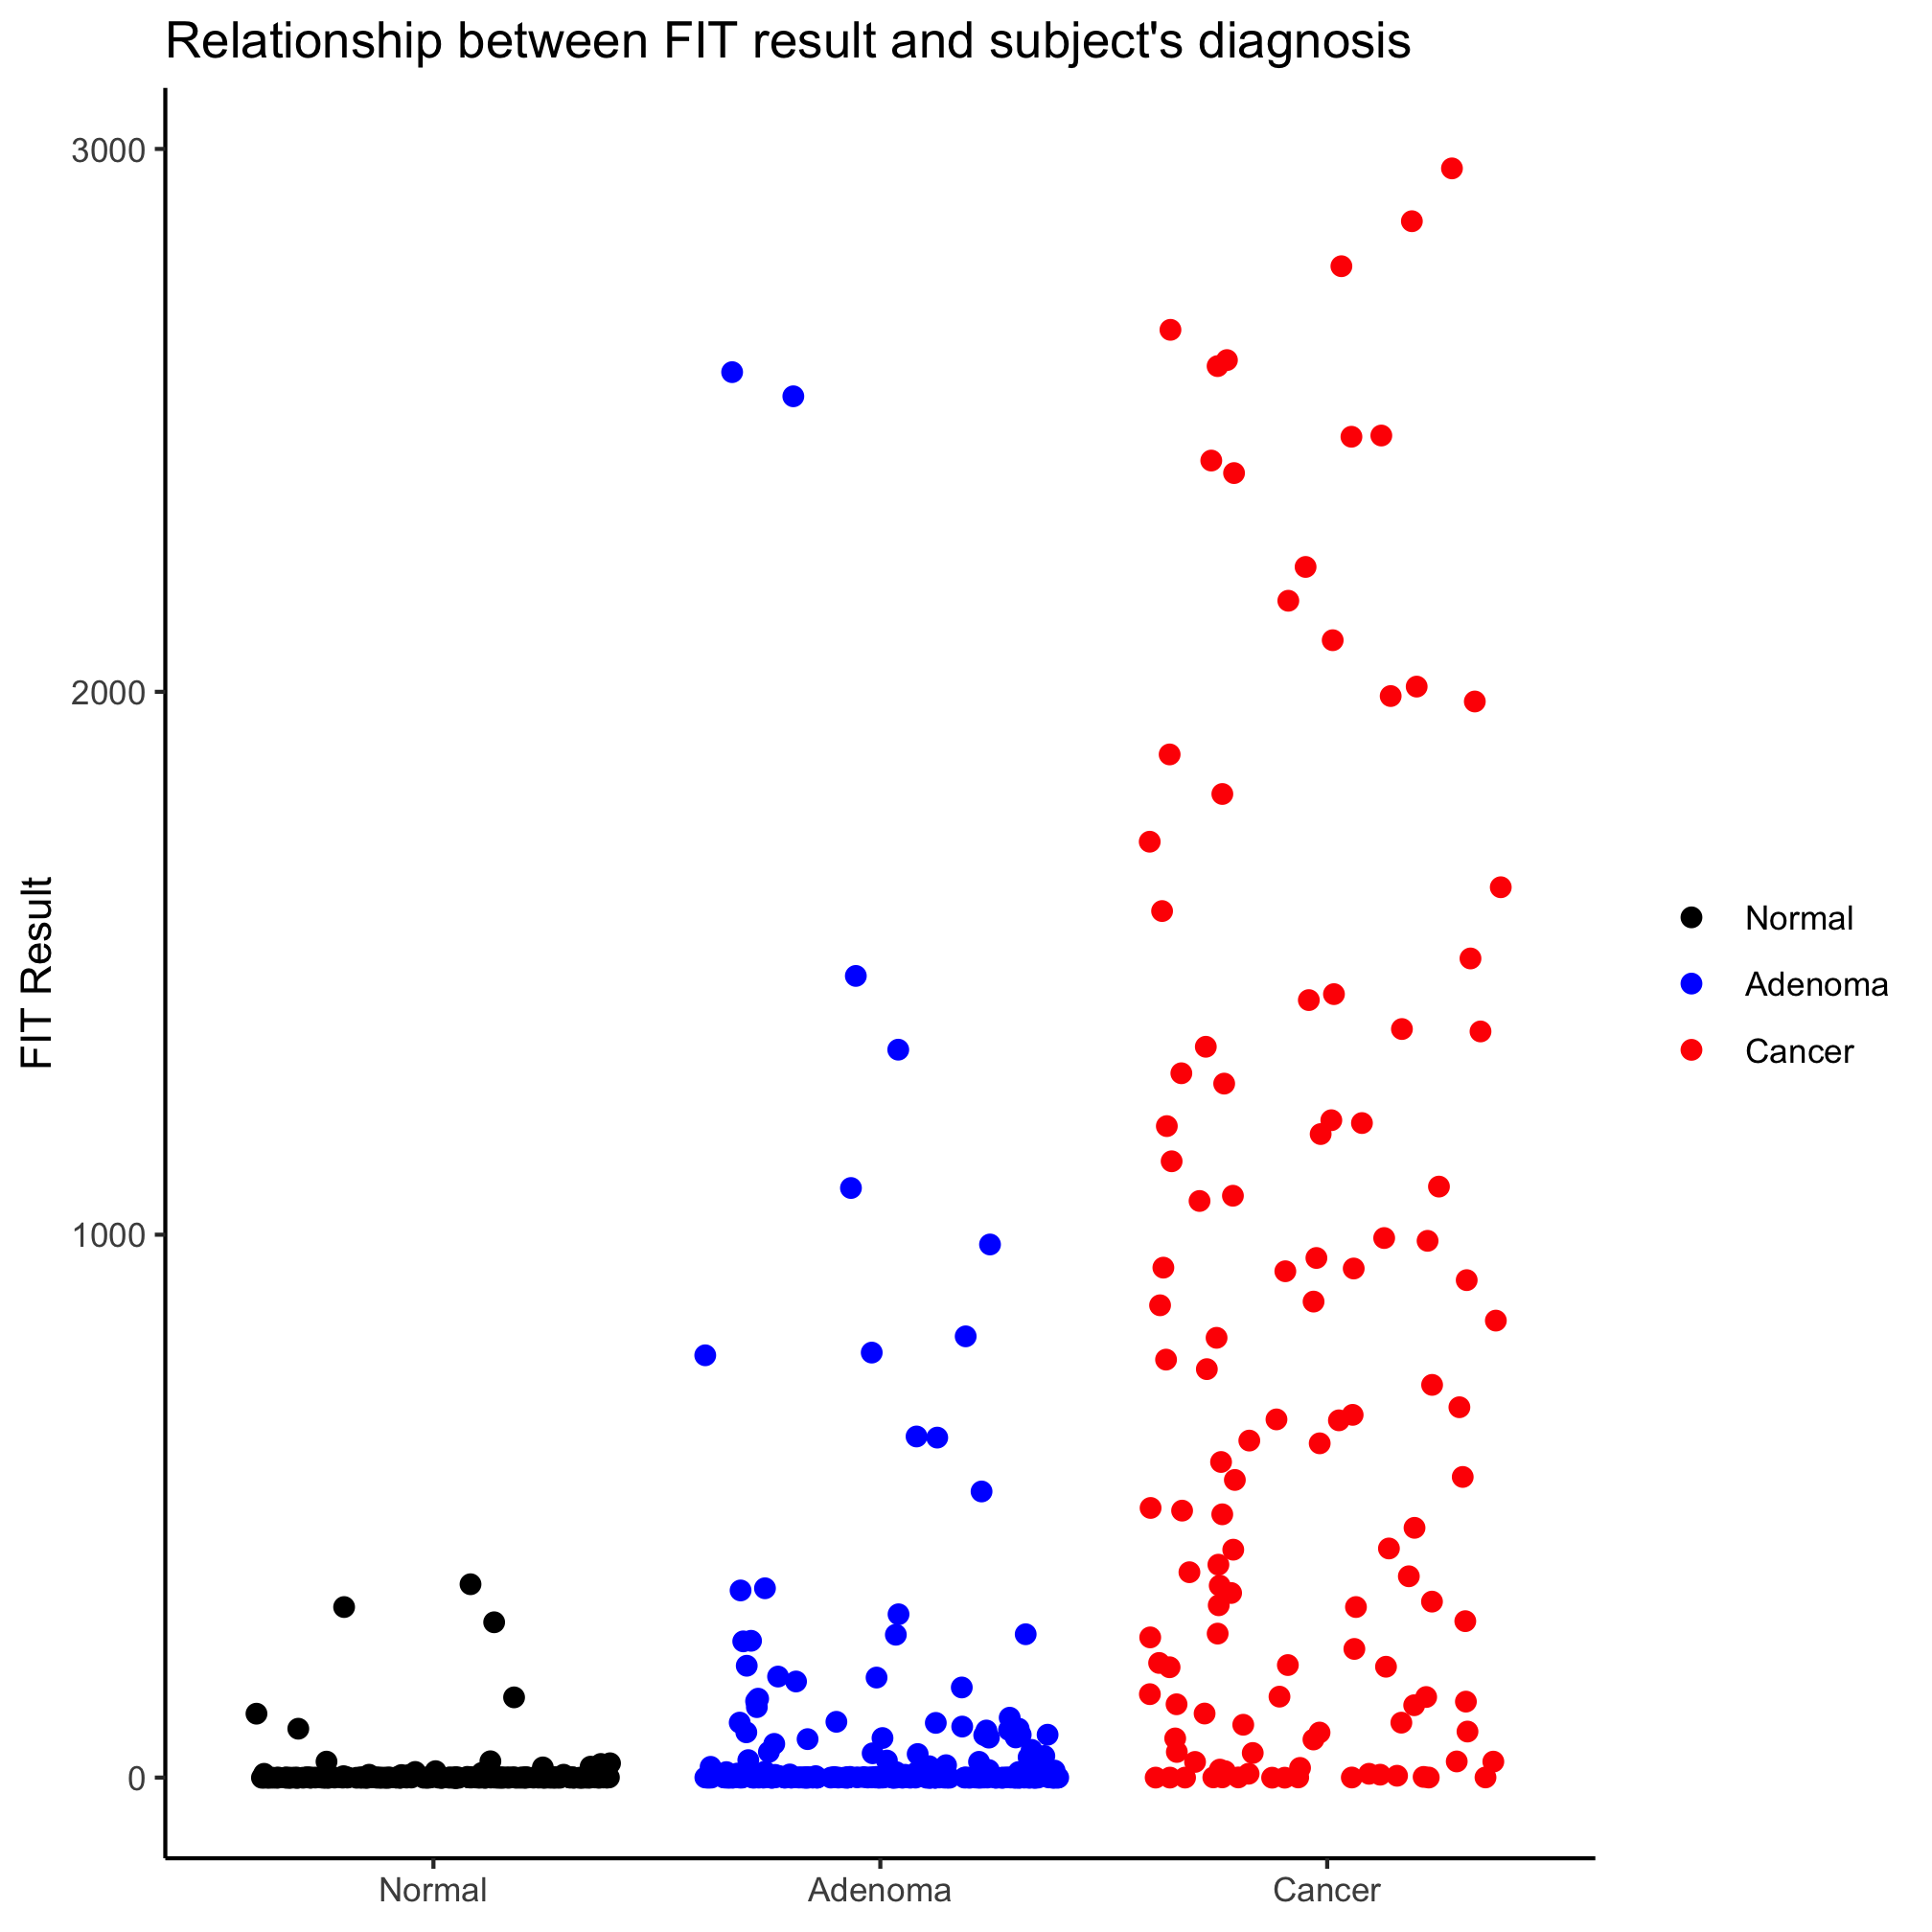 Relationship between FIT result and subject's diagnosis
3000
2000
1000
0
FIT Result
Normal
Adenoma
Cancer
Normal
Adenoma
Cancer